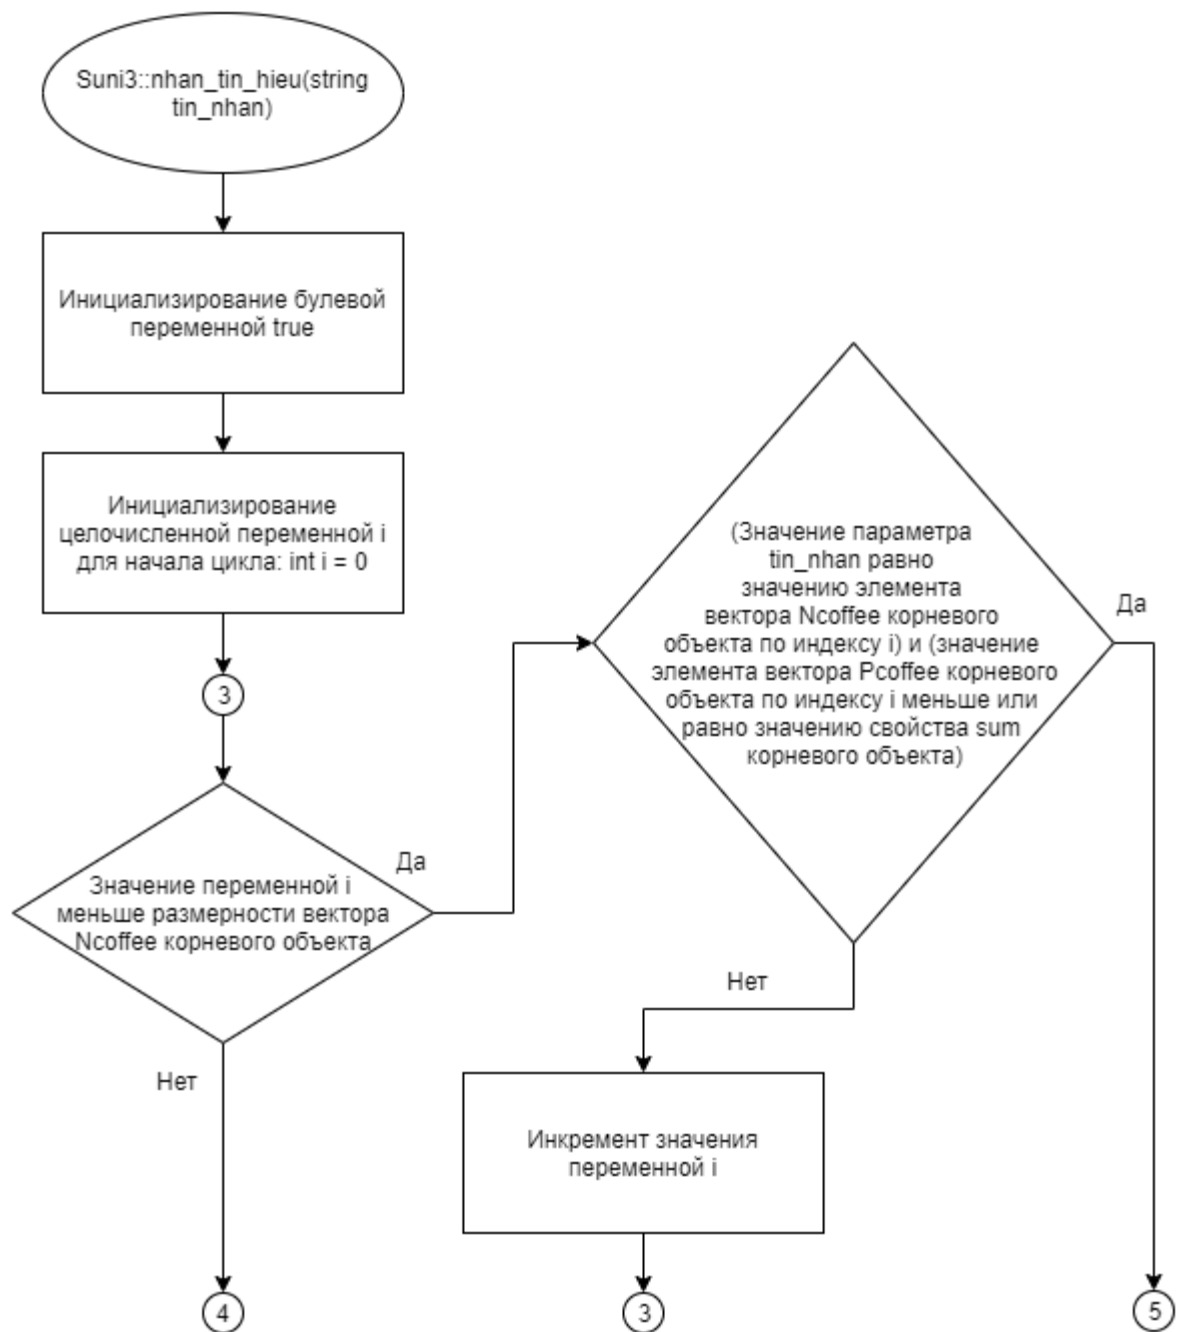 Suni3::nhan_tin_hieu(string
tin_nhan)
Инициализирование булевой
переменной true
Инициализирование
целочисленной переменной i
для начала цикла: int i = 0
3
Значение переменной i
меньше размерности вектора
Ncoffee корневого объекта
Да
Нет
4
(Значение параметра
tin_nhan равно
значению элемента
вектора Ncoffee корневого
объекта по индексу i) и (значение
элемента вектора Pcoffee корневого
объекта по индексу i меньше или
равно значению свойства sum
корневого объекта)
Да
Нет
Инкремент значения
переменной i
3
5